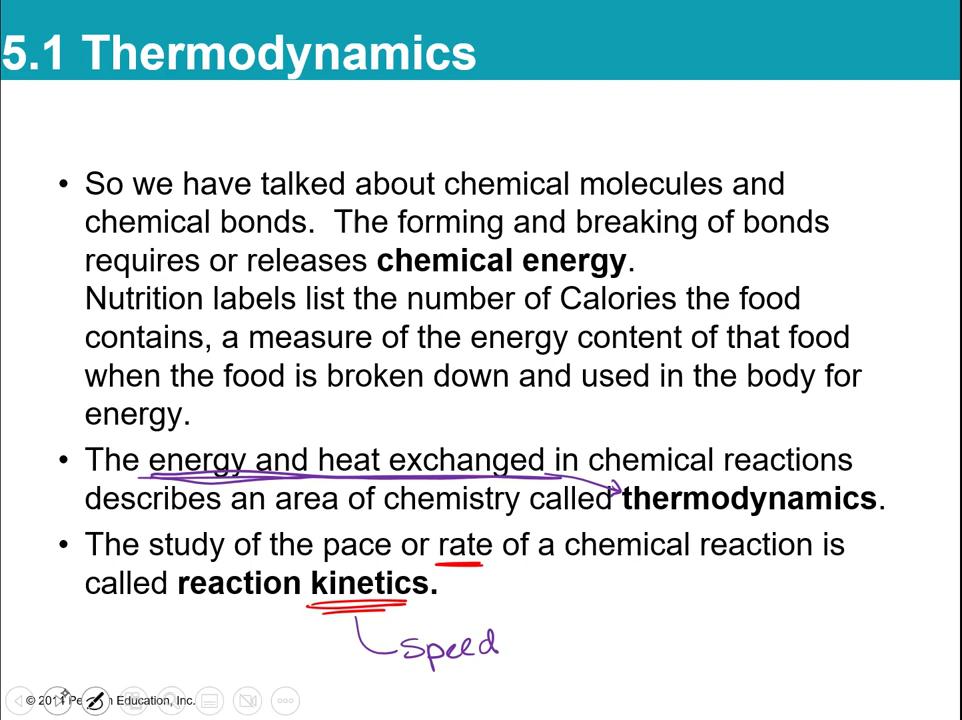 5.1 Thermodynamics
• So we have talked about chemical molecules and
chemical bonds.  The forming and breaking of bonds
requires or releases chemical energy.
Nutrition labels list the number of Calories the food
contains, a measure of the energy content of that food
when the food is broken down and used in the body for
energy.
• The energy and heat exchanged in chemical reactions
describes an area of chemistry called thermodynamics.
• The study of the pace or rate of a chemical reaction is
called reaction kinetics.
speed
Education, Inc.